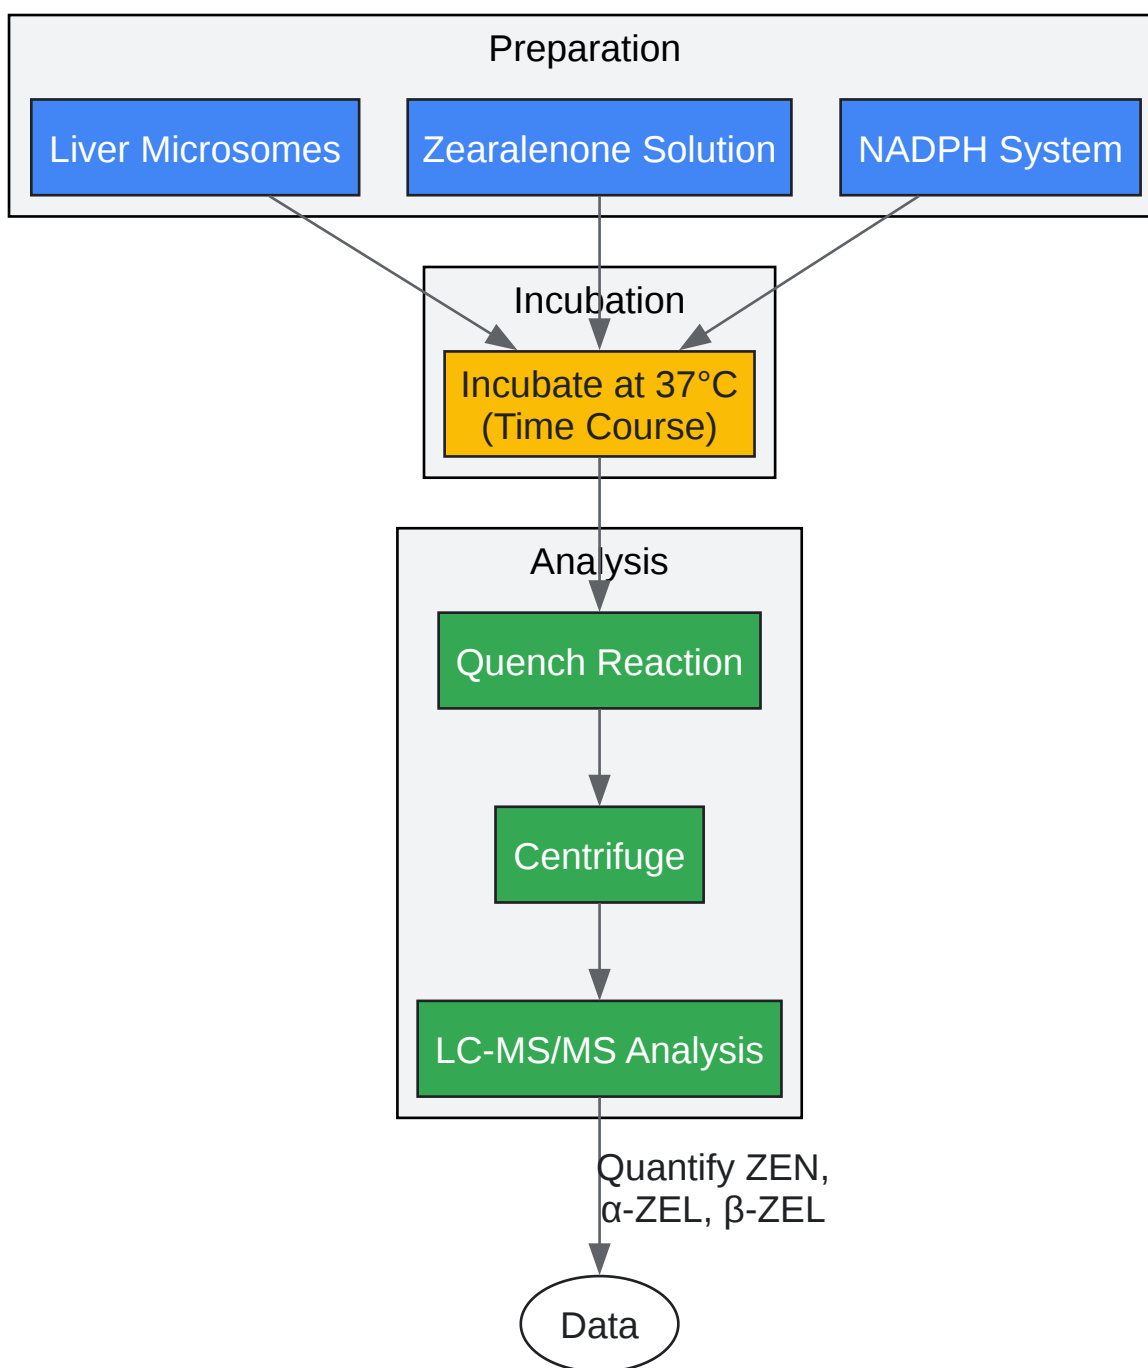 Preparation
Liver Microsomes
Zearalenone Solution
NADPH System
Incubation
Incubate at 37°C
(Time Course)
Analysis
Quench Reaction
Centrifuge
LC-MS/MS Analysis
Quantify ZEN,
α-ZEL, β-ZEL
Data